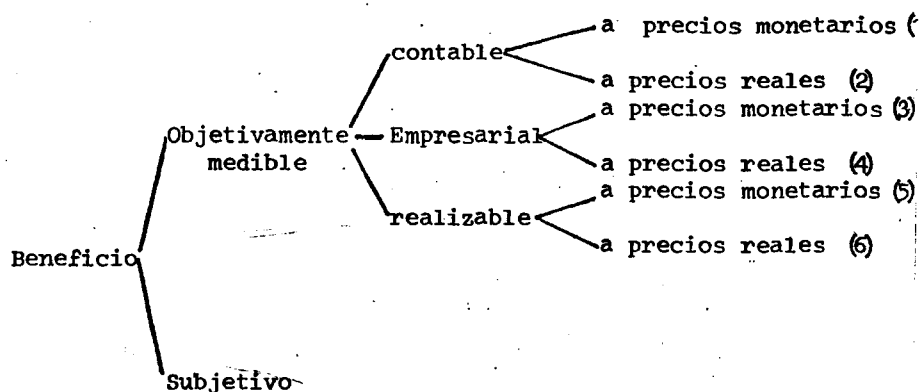 a precios monetarios (
contable
a precios reales (2)
a precios monetarios (3)
Objetivamente Empresarial
medible
a precios reales (4)
a precios monetarios (5)
realizable
a precios reales (6)
Beneficio
Subjetivo